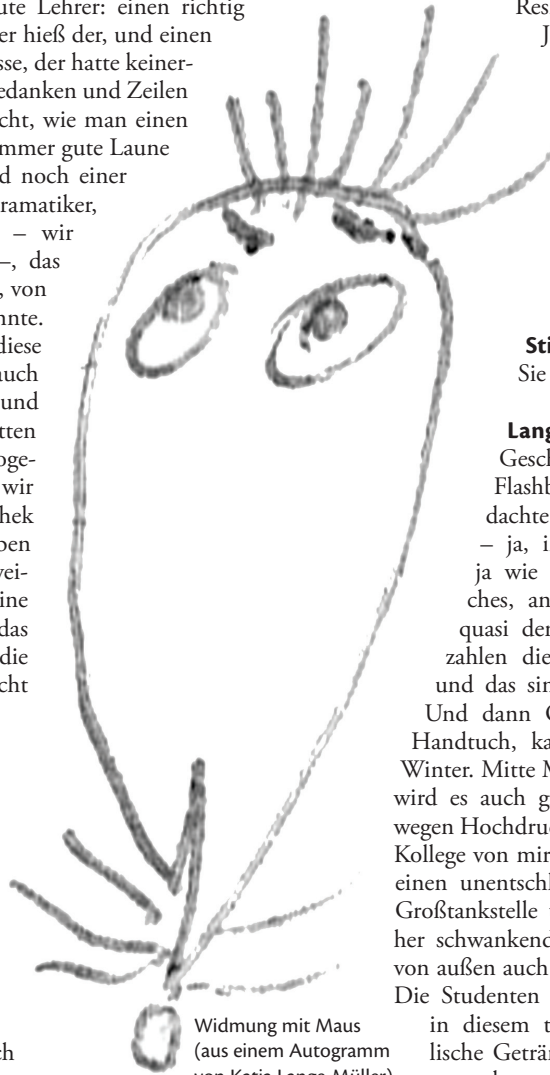 ute Lehrer: einen richtig
er hieß der, und einen
sse, der hatte keiner-
edanken und Zeilen
cht, wie man einen
mmer gute Laune
d noch einer
ramatiker,
– wir
–, das
, von
nnte.
diese
auch
und
tten
oge-
wir
hek
ben
vei-
ine
das
die
cht
ch
Res
J
Sti
Sie
Lang
Gesch
Flashb
dachte
– ja, i
ja wie
ches, an
quasi der
zahlen die
und das sin
Und dann
Handtuch, ka
Winter. Mitte M
wird es auch g
wegen Hochdru
Kollege von mir
einen unentschl
Großtankstelle
her schwankend
von außen auch
Die Studenten
in diesem t
lische Geträn
Widmung mit Maus
(aus einem Autogramm
von Katja Lange-Müller)